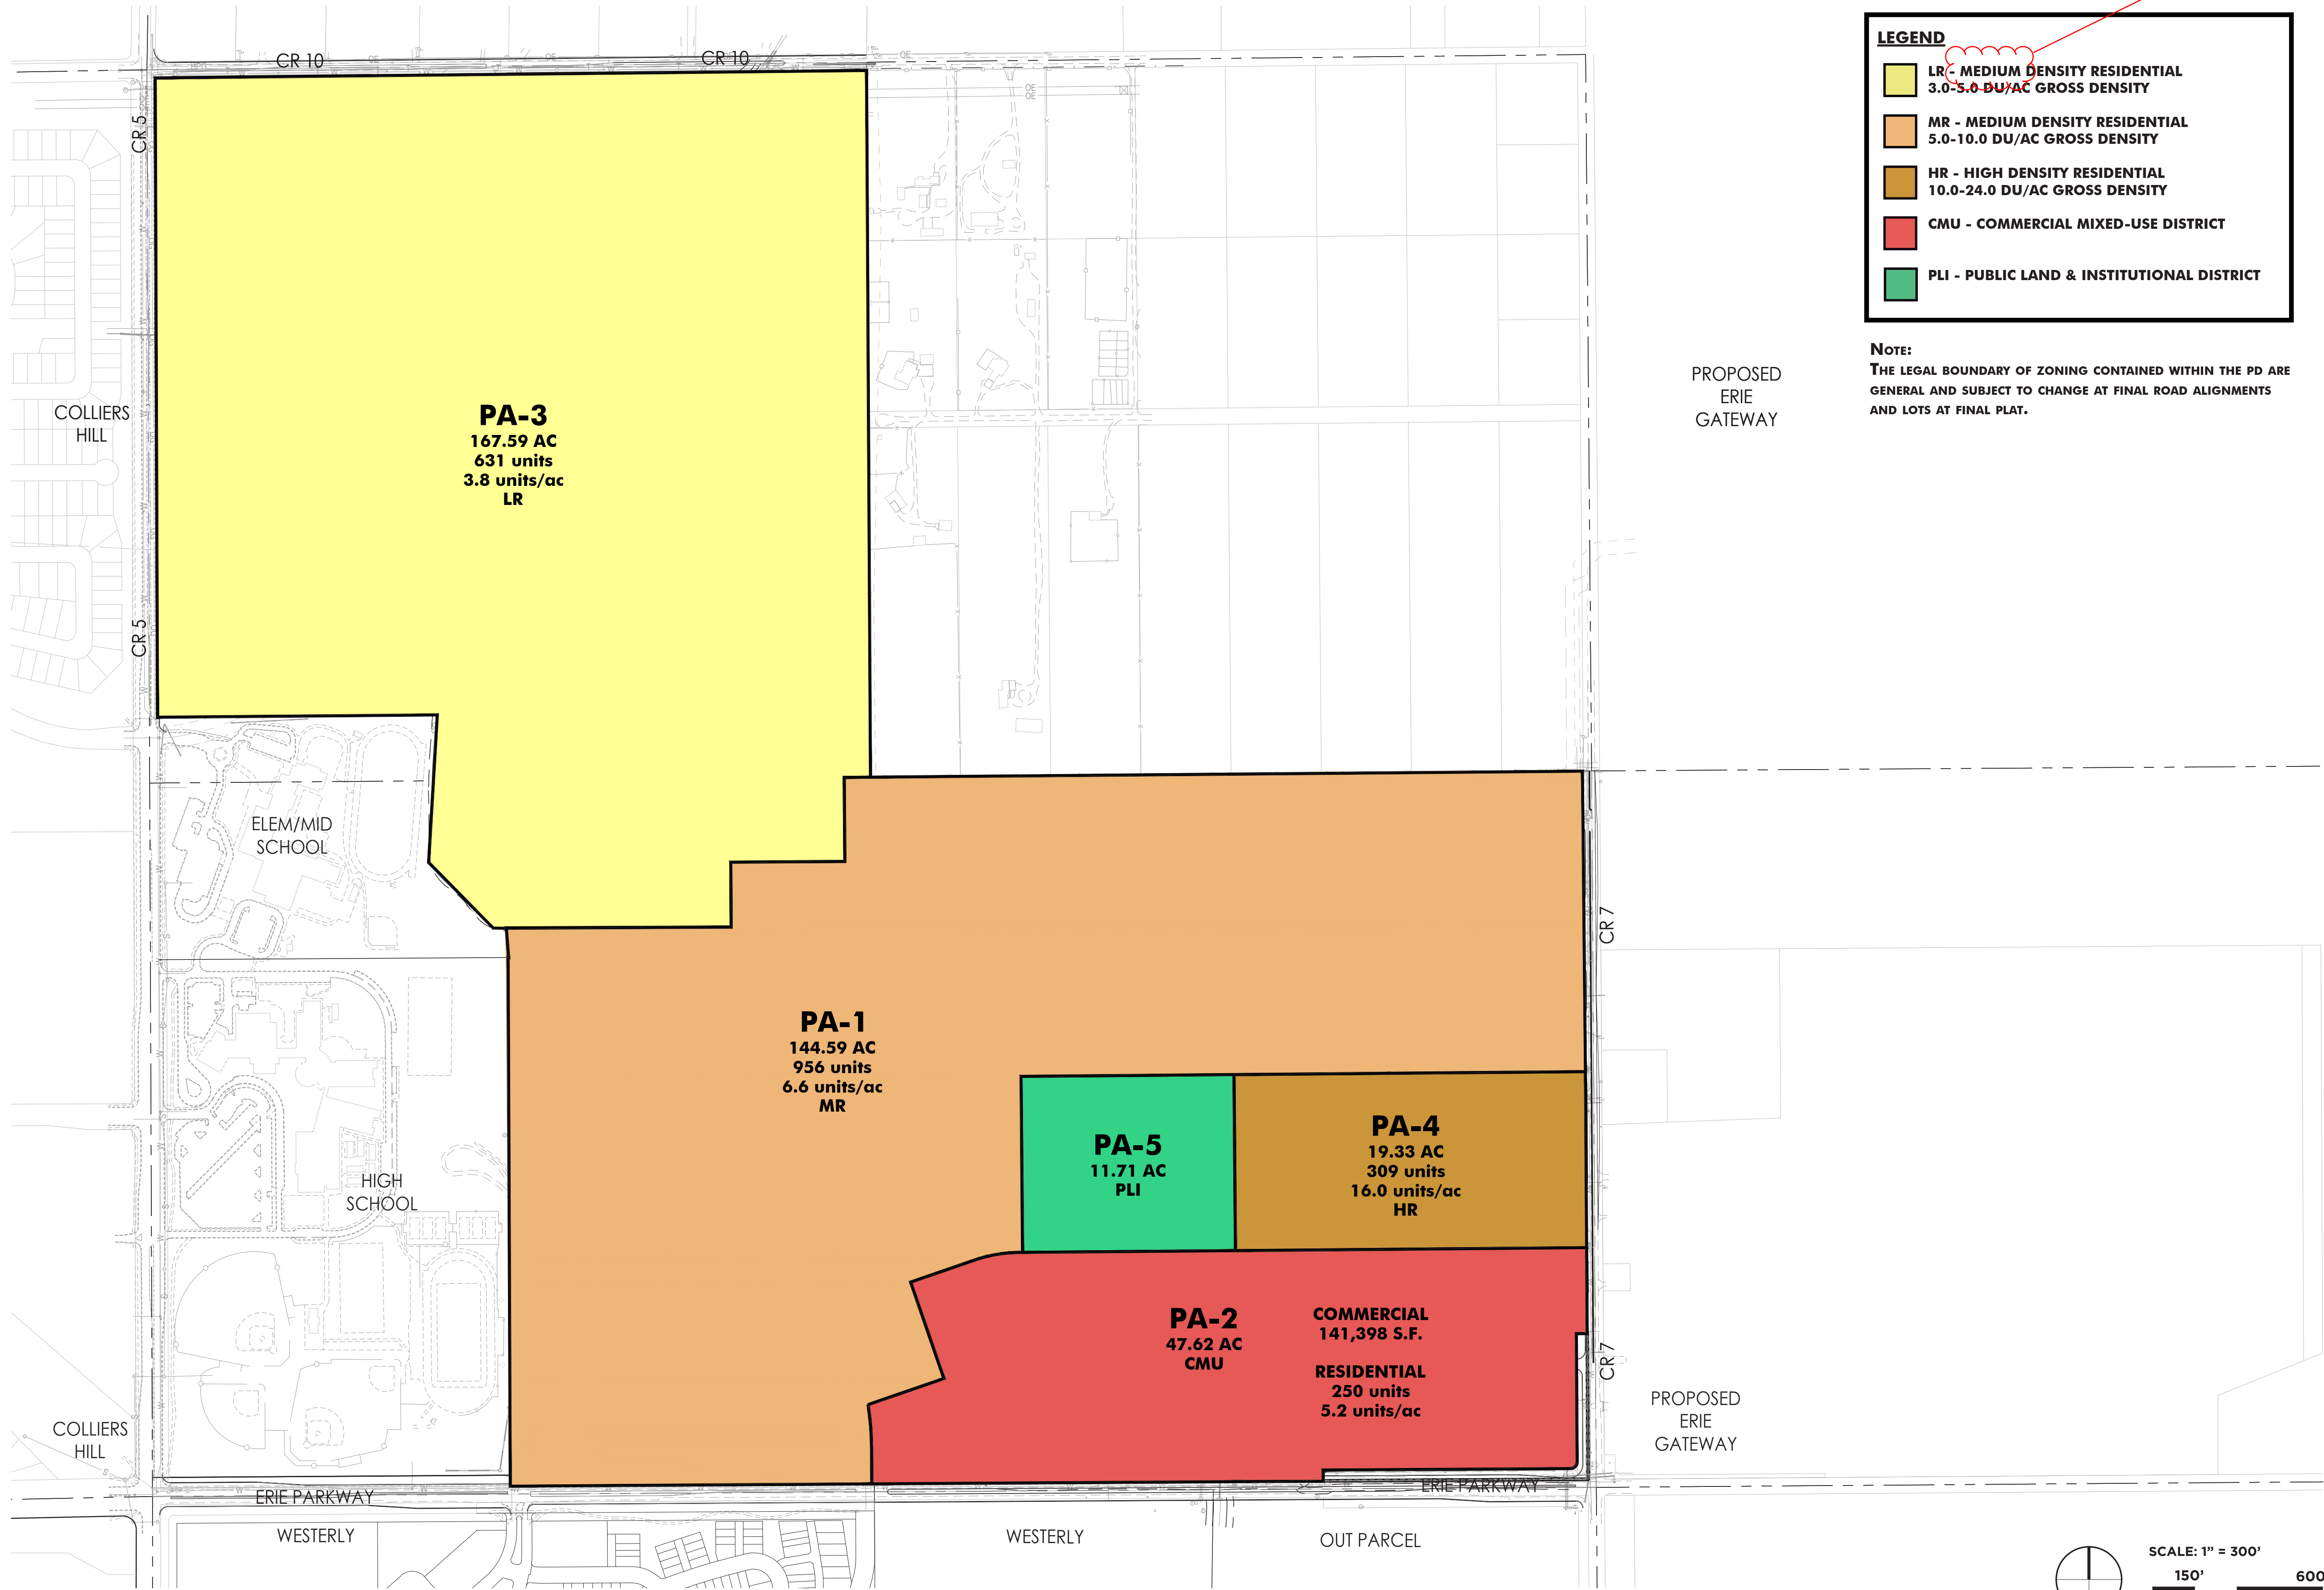 CR 10
CR 10
CR 5
CR 5
COLLIERS
HILL
PA-3
167.59 AC
631 units
3.8 units/ac
LR
OE
OE
OE
OE
OE
PROPOSED
ERIE
GATEWAY
LEGEND
LR - MEDIUM DENSITY RESIDENTIAL
3.0-5.0 DU/AC GROSS DENSITY
MR - MEDIUM DENSITY RESIDENTIAL
5.0-10.0 DU/AC GROSS DENSITY
HR - HIGH DENSITY RESIDENTIAL
10.0-24.0 DU/AC GROSS DENSITY
CMU - COMMERCIAL MIXED-USE DISTRICT
PLI - PUBLIC LAND & INSTITUTIONAL DISTRICT
NOTE:
THE LEGAL BOUNDARY OF ZONING CONTAINED WITHIN THE PD ARE
GENERAL AND SUBJECT TO CHANGE AT FINAL ROAD ALIGNMENTS
AND LOTS AT FINAL PLAT.
ELEM/MID
SCHOOL
CR 7
PA-1
144.59 AC
956 units
6.6 units/ac
MR
PA-5
11.71 AC
PLI
PA-4
19.33 AC
309 units
16.0 units/ac
HR
HIGH
SCHOOL
PA-2
47.62 AC
CMU
COMMERCIAL
141,398 S.F.
RESIDENTIAL
250 units
5.2 units/ac
CR 7
COLLIERS
HILL
PROPOSED
ERIE
GATEWAY
ERIE PARKWAY
ERIE PARKWAY
WESTERLY
WESTERLY
OUT PARCEL
SCALE: 1" = 300'
150'
600